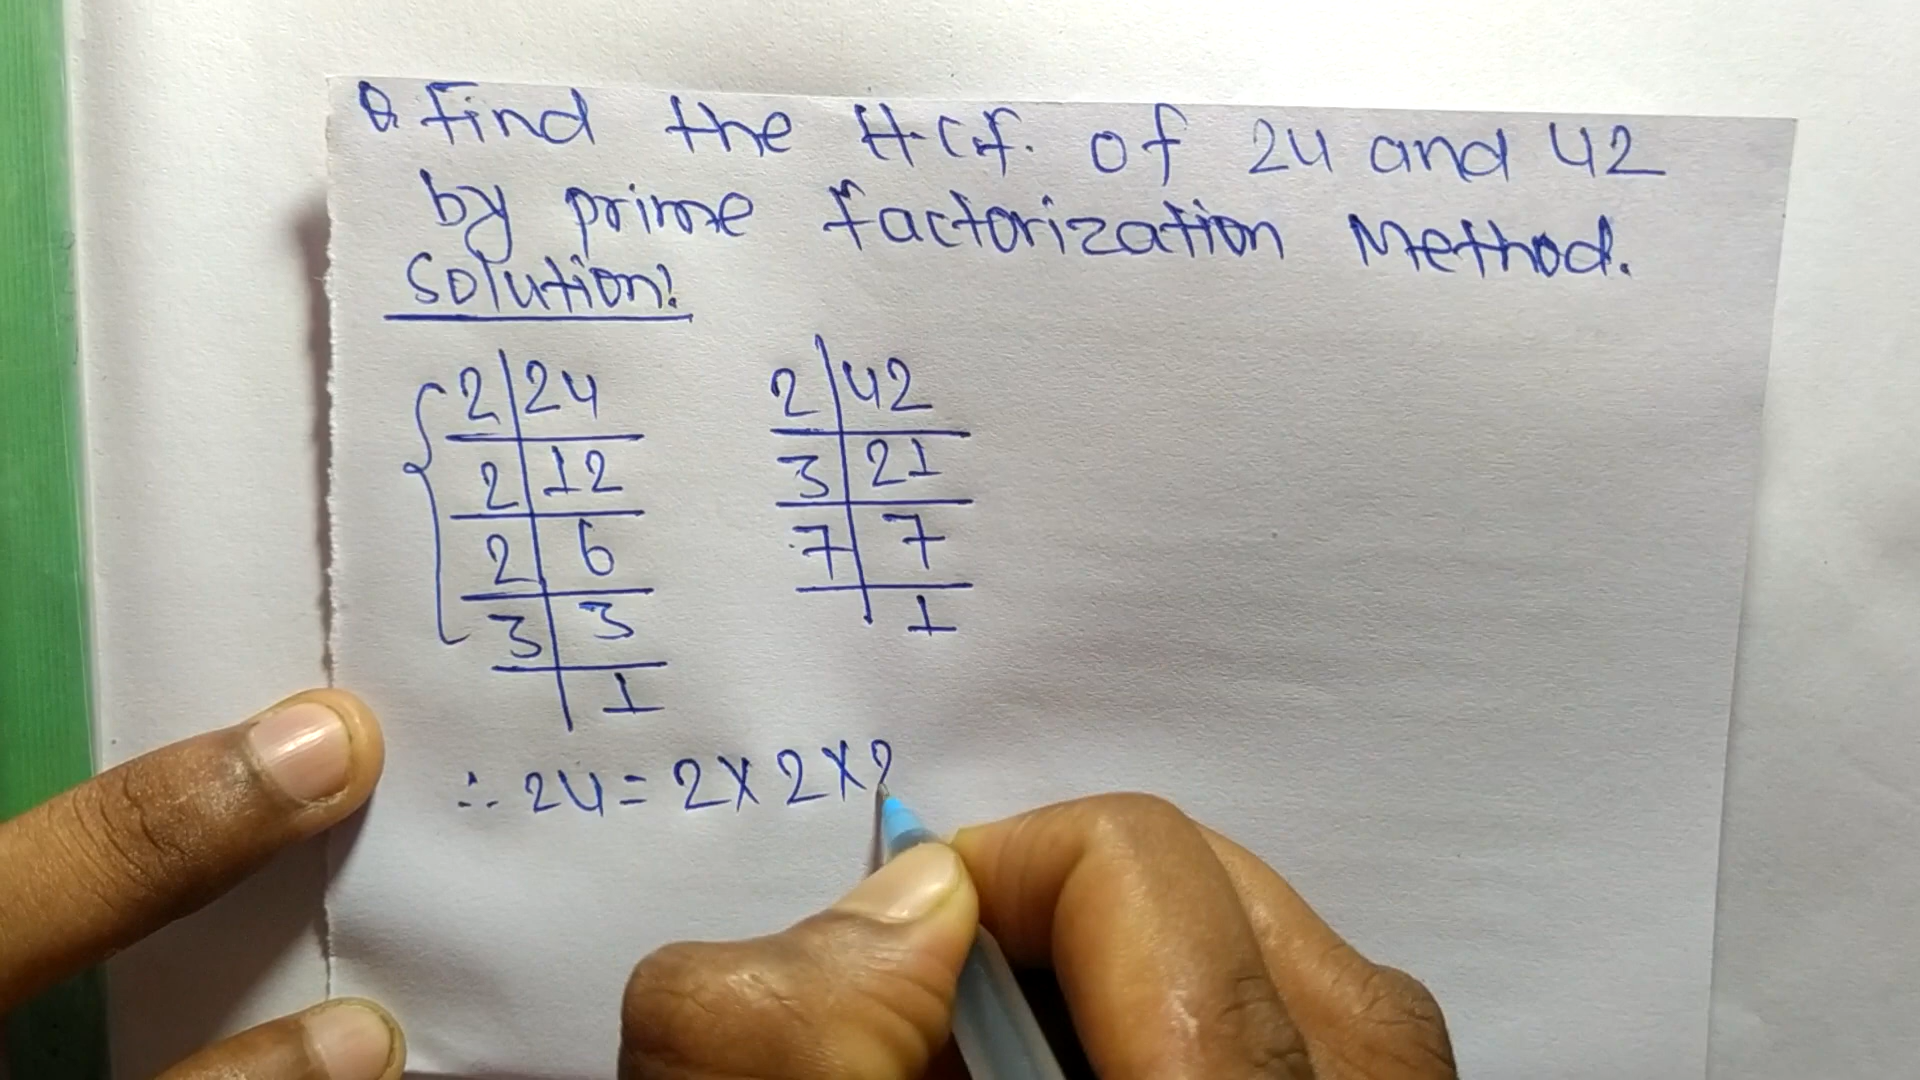 Q Find the H.C.F. of 24 and 42
by prime factorization Method.
Solution:
2 24
2 12
2 6
3 3
1
2 42
3 21
7 7
1
∴ 24 = 2 × 2 × 2